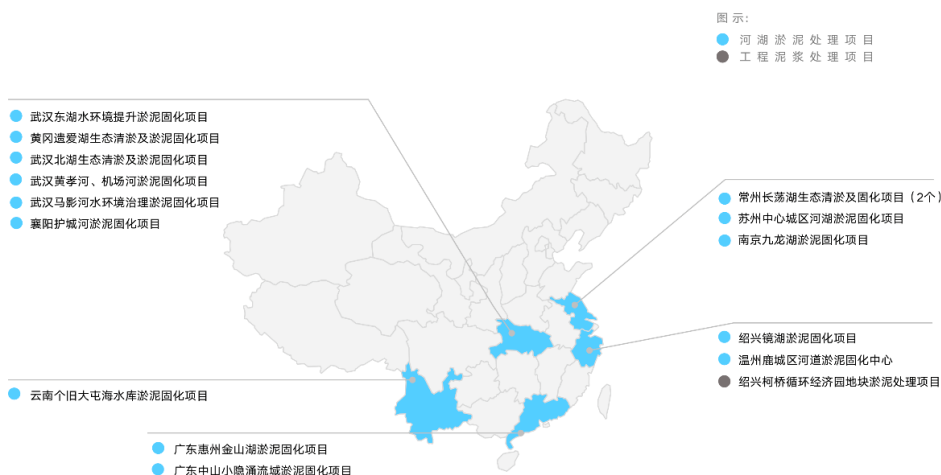 图示:
河湖淤泥处理项目
工程泥浆处理项目
武汉东湖水环境提升淤泥固化项目
黄冈遗爱湖生态清淤及淤泥固化项目
武汉北湖生态清淤及淤泥固化项目
武汉黄孝河、机场河淤泥固化项目
武汉马影河水环境治理淤泥固化项目
襄阳护城河淤泥固化项目
常州长荡湖生态清淤及固化项目（2个）
苏州中心城区河湖淤泥固化项目
南京九龙湖淤泥固化项目
绍兴镜湖淤泥固化项目
温州鹿城区河道淤泥固化中心
绍兴柯桥循环经济园地块淤泥处理项目
云南个旧大屯海水库淤泥固化项目
广东惠州金山湖淤泥固化项目
广东中山小隐涌流域淤泥固化项目